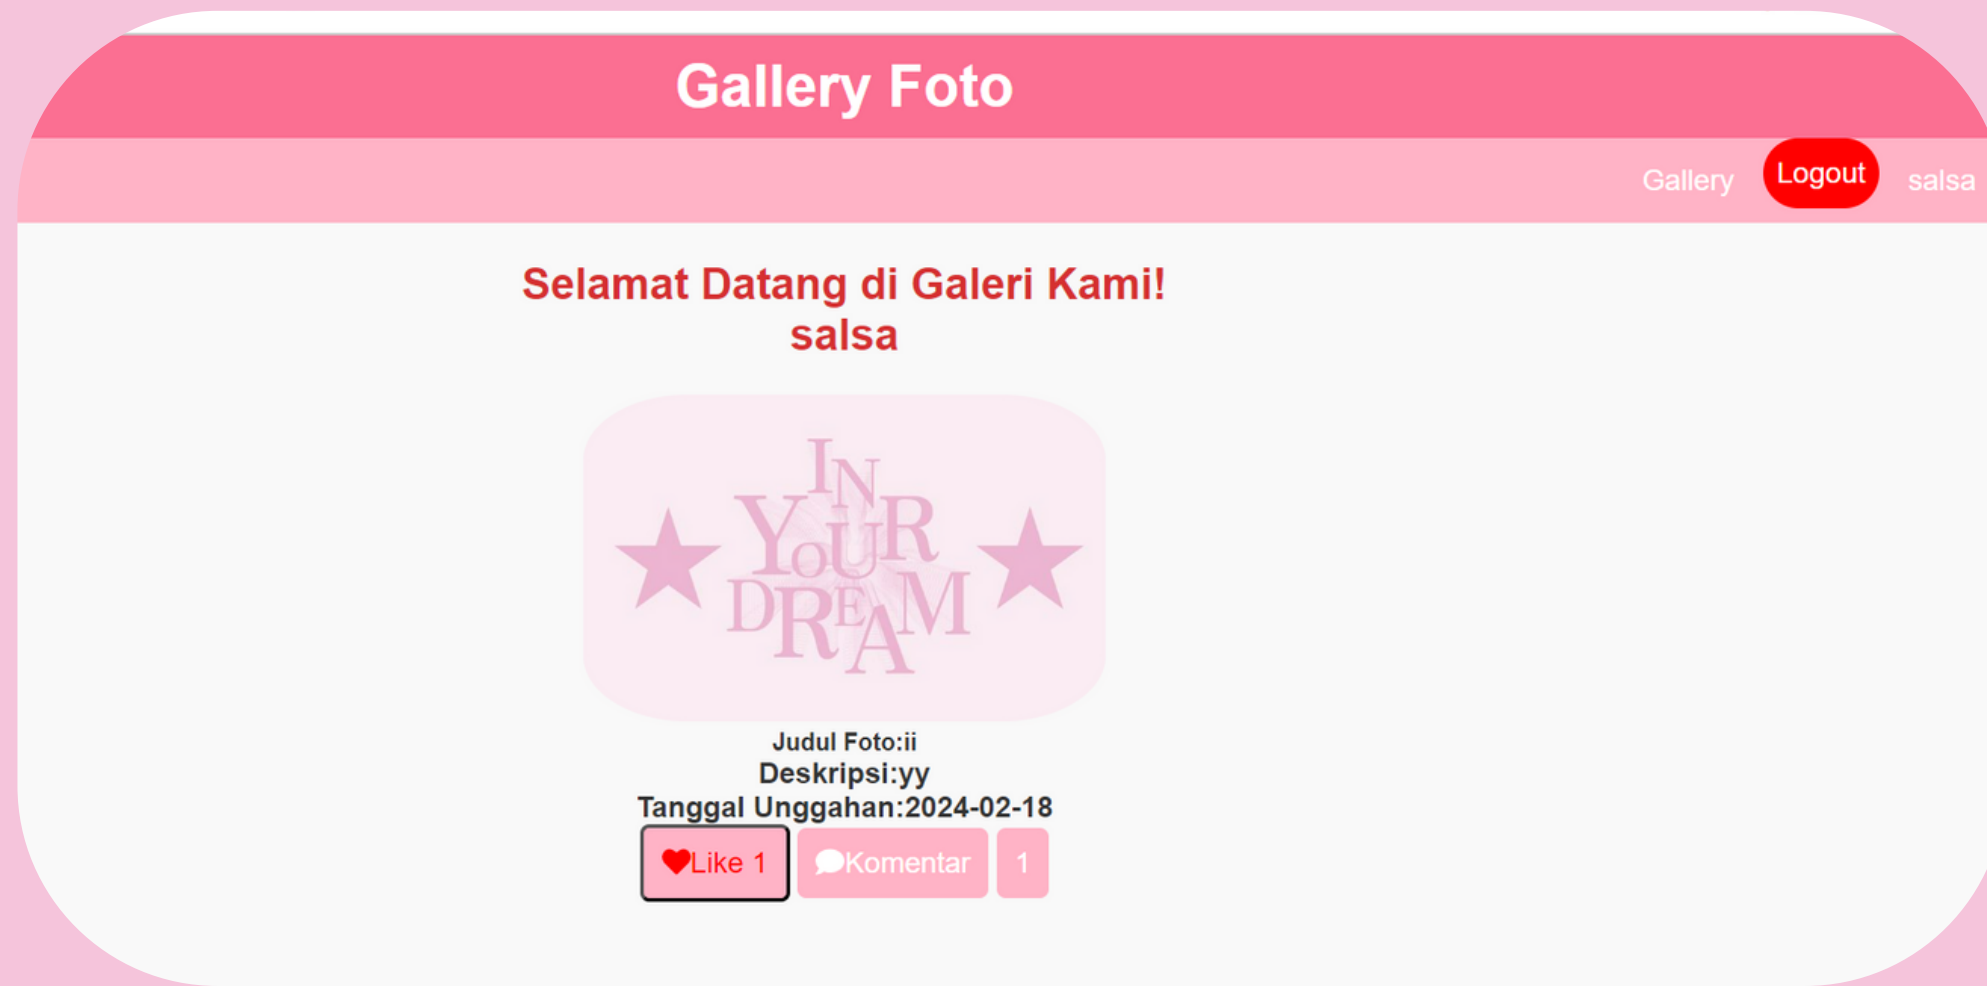 Gallery Foto
Gallery Logout salsa
Selamat Datang di Galeri Kami!
salsa
IN
YOUR
DREAM
Judul Foto:ii
Deskripsi:yy
Tanggal Unggahan:2024-02-18
Like 1 Komentar 1